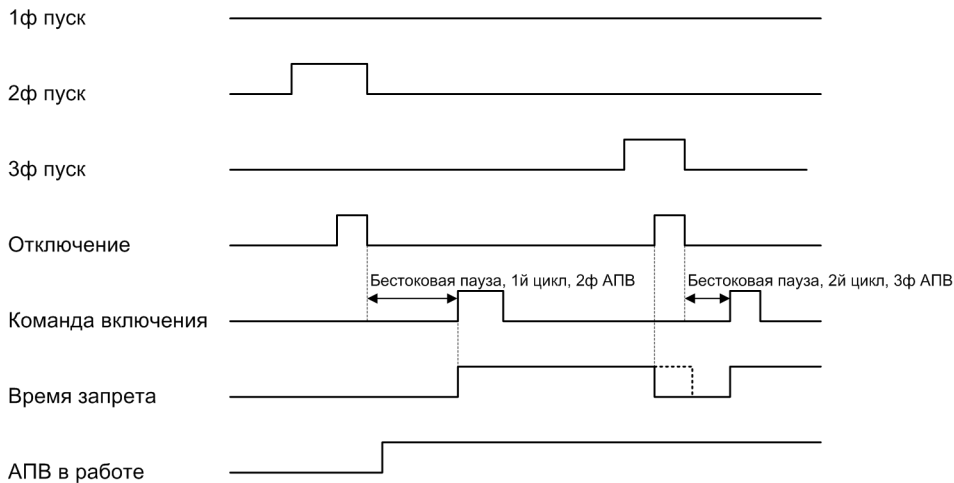 1ф пуск
2ф пуск
3ф пуск
Отключение
Бестоковая пауза, 1й цикл, 2ф АПВ
Бестоковая пауза, 2й цикл, 3ф АПВ
Команда включения
Время запрета
АПВ в работе